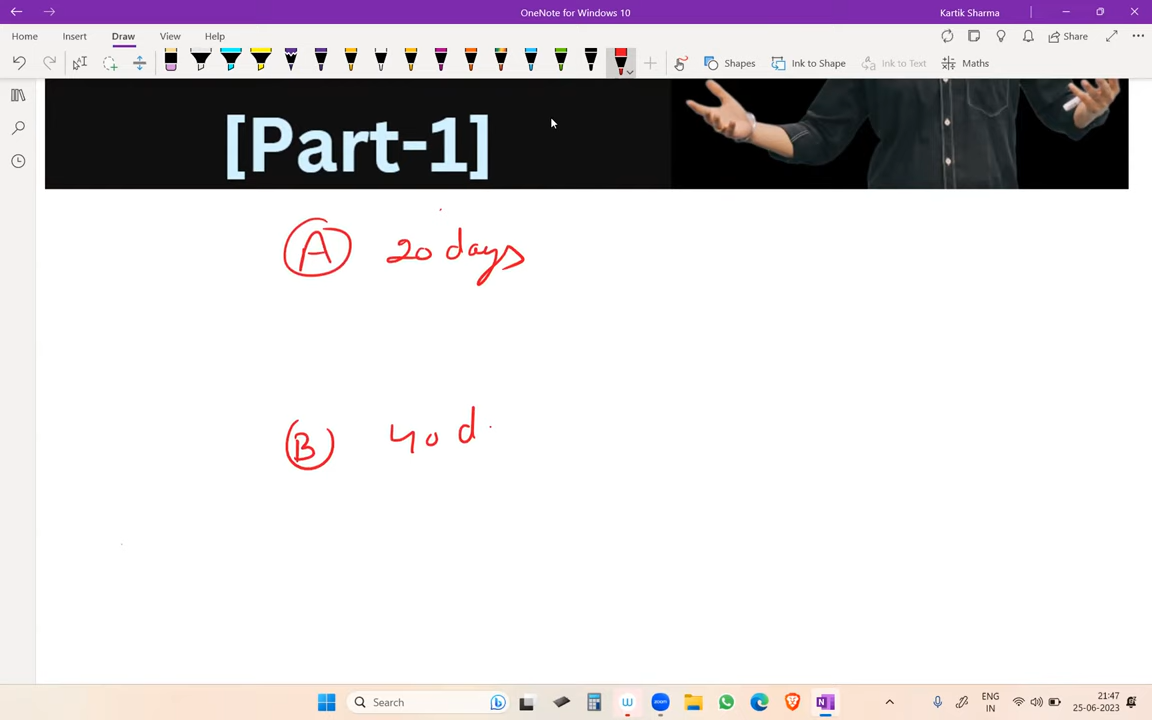 OneNote for Windows 10
Kartik Sharma
Home Insert Draw View Help
Share
Shapes Ink to Shape Ink to Text Maths
[Part-1]
A 20 days
B 40 d
Search
ENG
IN
21:47
25-06-2023